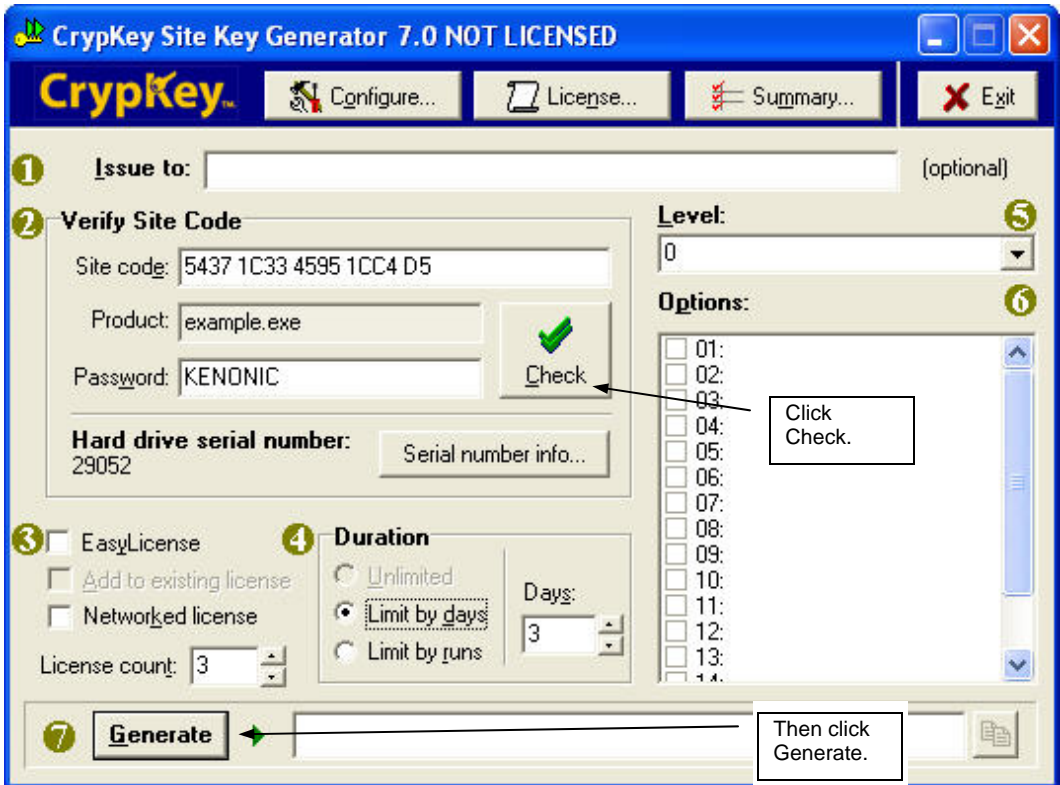 CrypKey Site Key Generator 7.0 NOT LICENSED
CrypKey™ Configure... License... Summary... Exit
1 Issue to: (optional)
2 Verify Site Code
Site code: 5437 1C33 4595 1CC4 D5
Product: example.exe
Password: KENONIC
Check
Hard drive serial number:
29052
Serial number info...
Level: 5
0
Options: 6
01:
02:
03:
04:
05:
06:
07:
08:
09:
10:
11:
12:
13:
14:
Click
Check.
3 EasyLicense
Add to existing license
Networked license
License count: 3
4 Duration
Unlimited
Limit by days
Limit by runs
Days:
3
7 Generate
Then click
Generate.